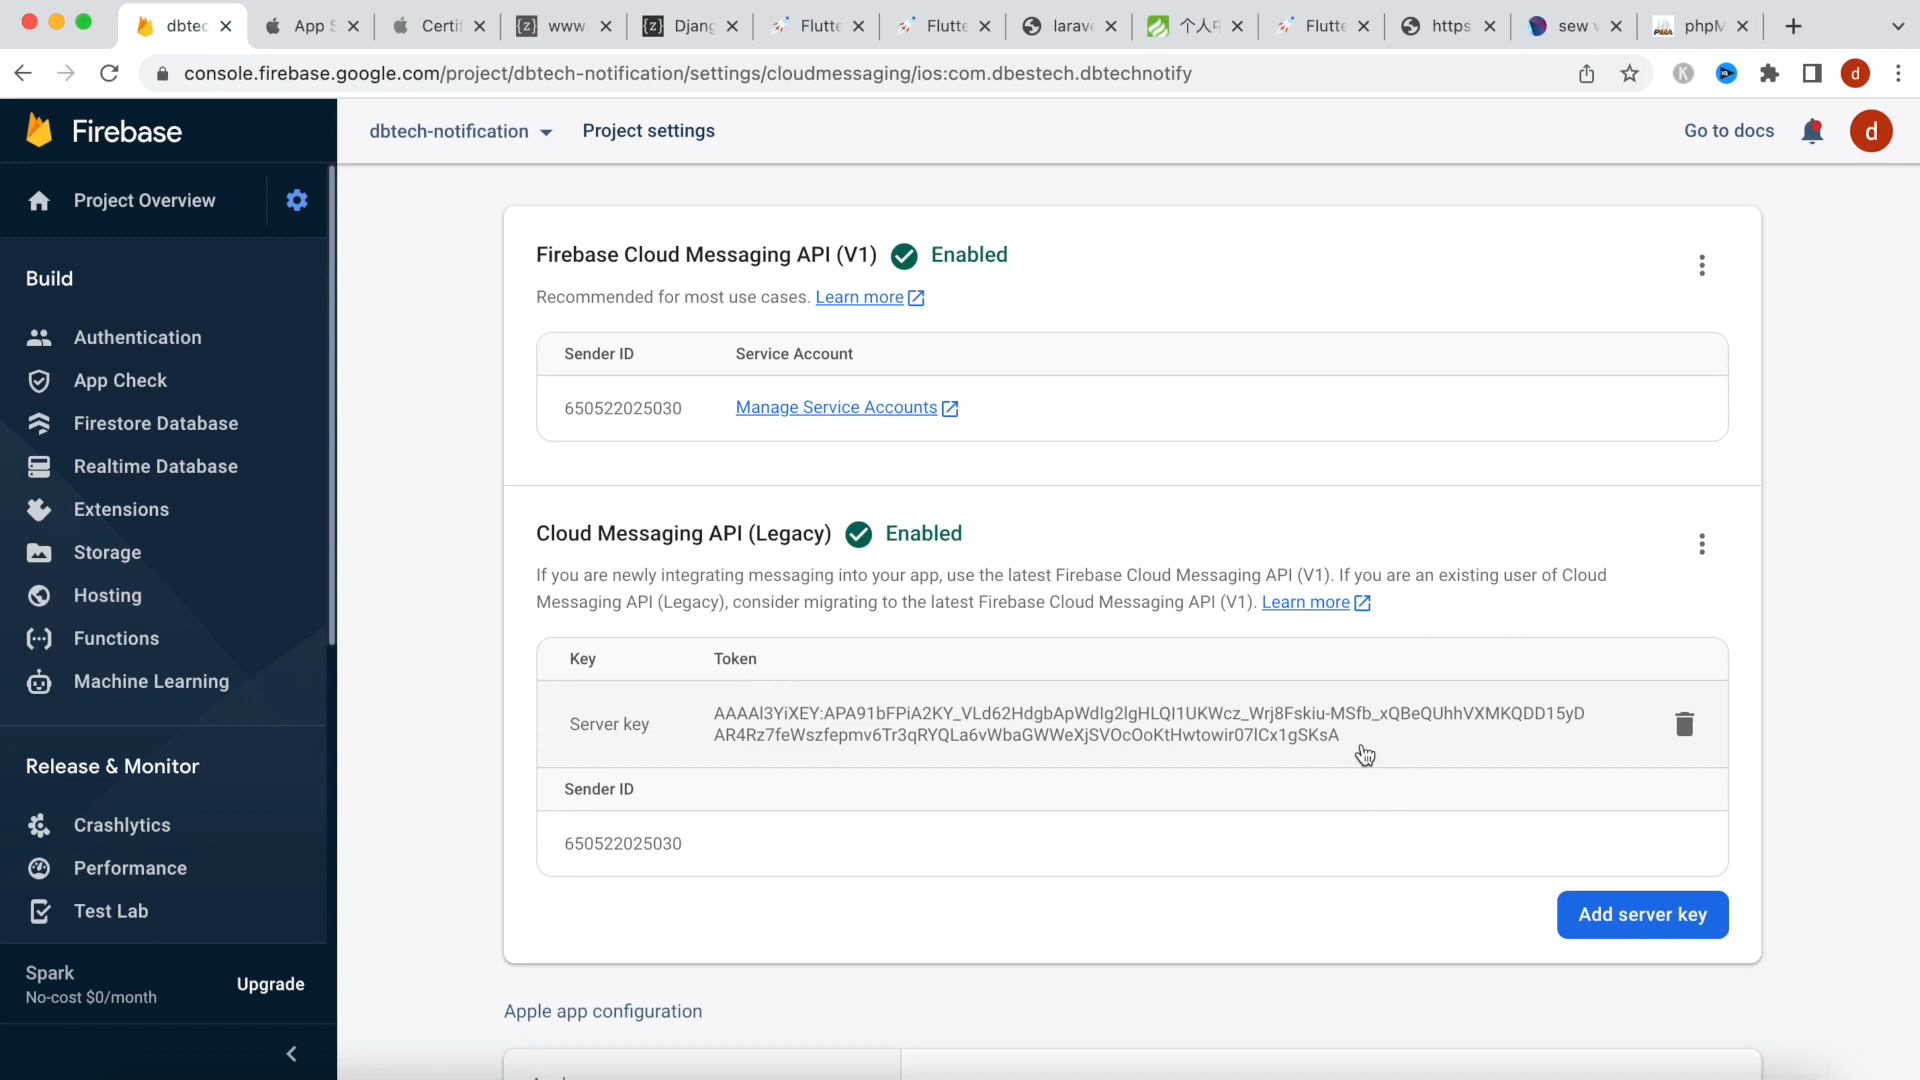 dbtec
App S
Certif
www.
Djang
Flutte
Flutte
larave
个人中
Flutte
https
sew v
phpM
console.firebase.google.com/project/dbtech-notification/settings/cloudmessaging/ios:com.dbestech.dbtechnotify
d
Firebase
dbtech-notification
Project settings
Go to docs
d
Project Overview
Build
Authentication
App Check
Firestore Database
Realtime Database
Extensions
Storage
Hosting
Functions
Machine Learning
Release & Monitor
Crashlytics
Performance
Test Lab
Spark
No-cost $0/month
Upgrade
Firebase Cloud Messaging API (V1) Enabled
Recommended for most use cases. Learn more
Sender ID
Service Account
650522025030
Manage Service Accounts
Cloud Messaging API (Legacy) Enabled
If you are newly integrating messaging into your app, use the latest Firebase Cloud Messaging API (V1). If you are an existing user of Cloud
Messaging API (Legacy), consider migrating to the latest Firebase Cloud Messaging API (V1). Learn more
Key
Token
Server key
AAAAl3YiXEY:APA91bFPiA2KY_VLd62HdgbApWdIg2lgHLQI1UKWcz_Wrj8Fskiu-MSfb_xQBeQUhhVXMKQDD15yD
AR4Rz7feWszfepmv6Tr3qRYQLa6vWbaGWWeXjSVOcOoKtHwtowir07lCx1gSKsA
Sender ID
650522025030
Add server key
Apple app configuration